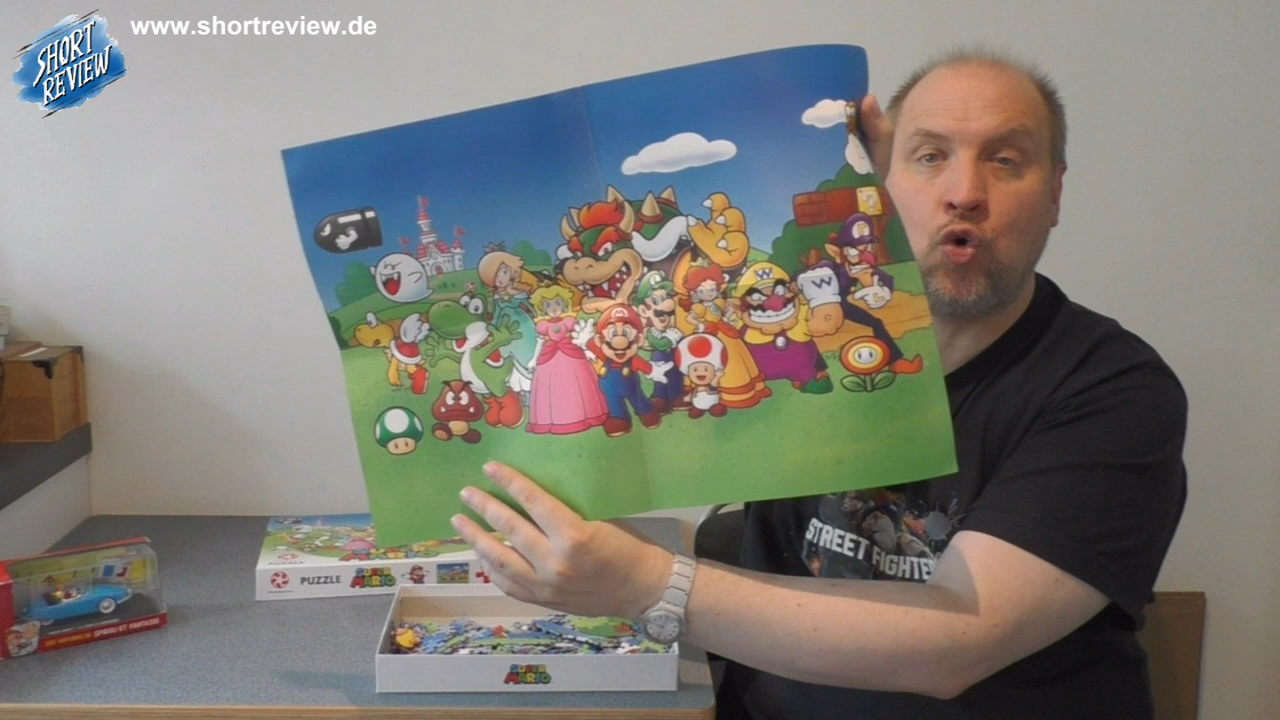 www.shortreview.de
SHORT
REVIEW
W
W
STREET FIGHTER
PUZZLE
SUPER
MARIO
SUPER
MARIO
SPIROU ET FANTASIO